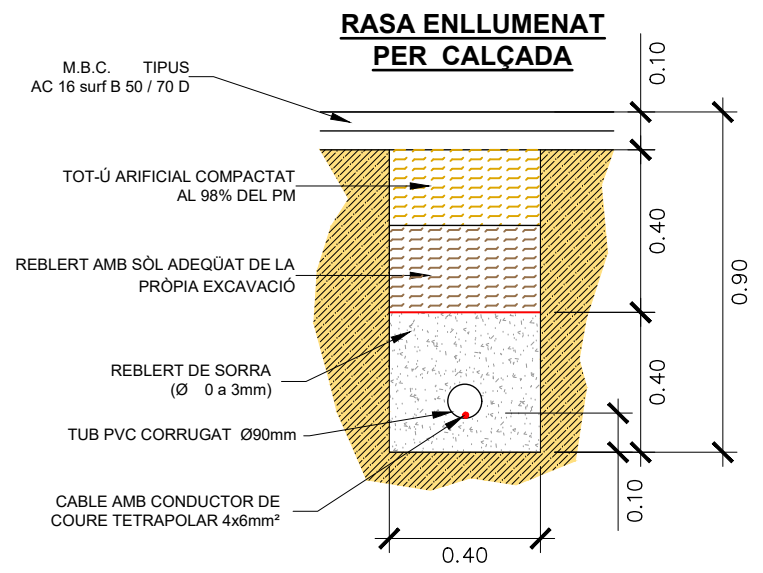 RASA ENLLUMENAT
PER CALÇADA
M.B.C. TIPUS
AC 16 surf B 50 / 70 D
TOT-Ú ARIFICIAL COMPACTAT
AL 98% DEL PM
REBLERT AMB SÒL ADEQÜAT DE LA
PRÒPIA EXCAVACIÓ
REBLERT DE SORRA
(Ø 0 a 3mm)
TUB PVC CORRUGAT Ø90mm
CABLE AMB CONDUCTOR DE
COURE TETRAPOLAR 4x6mm²
0.10
0.40
0.90
0.40
0.10
0.40